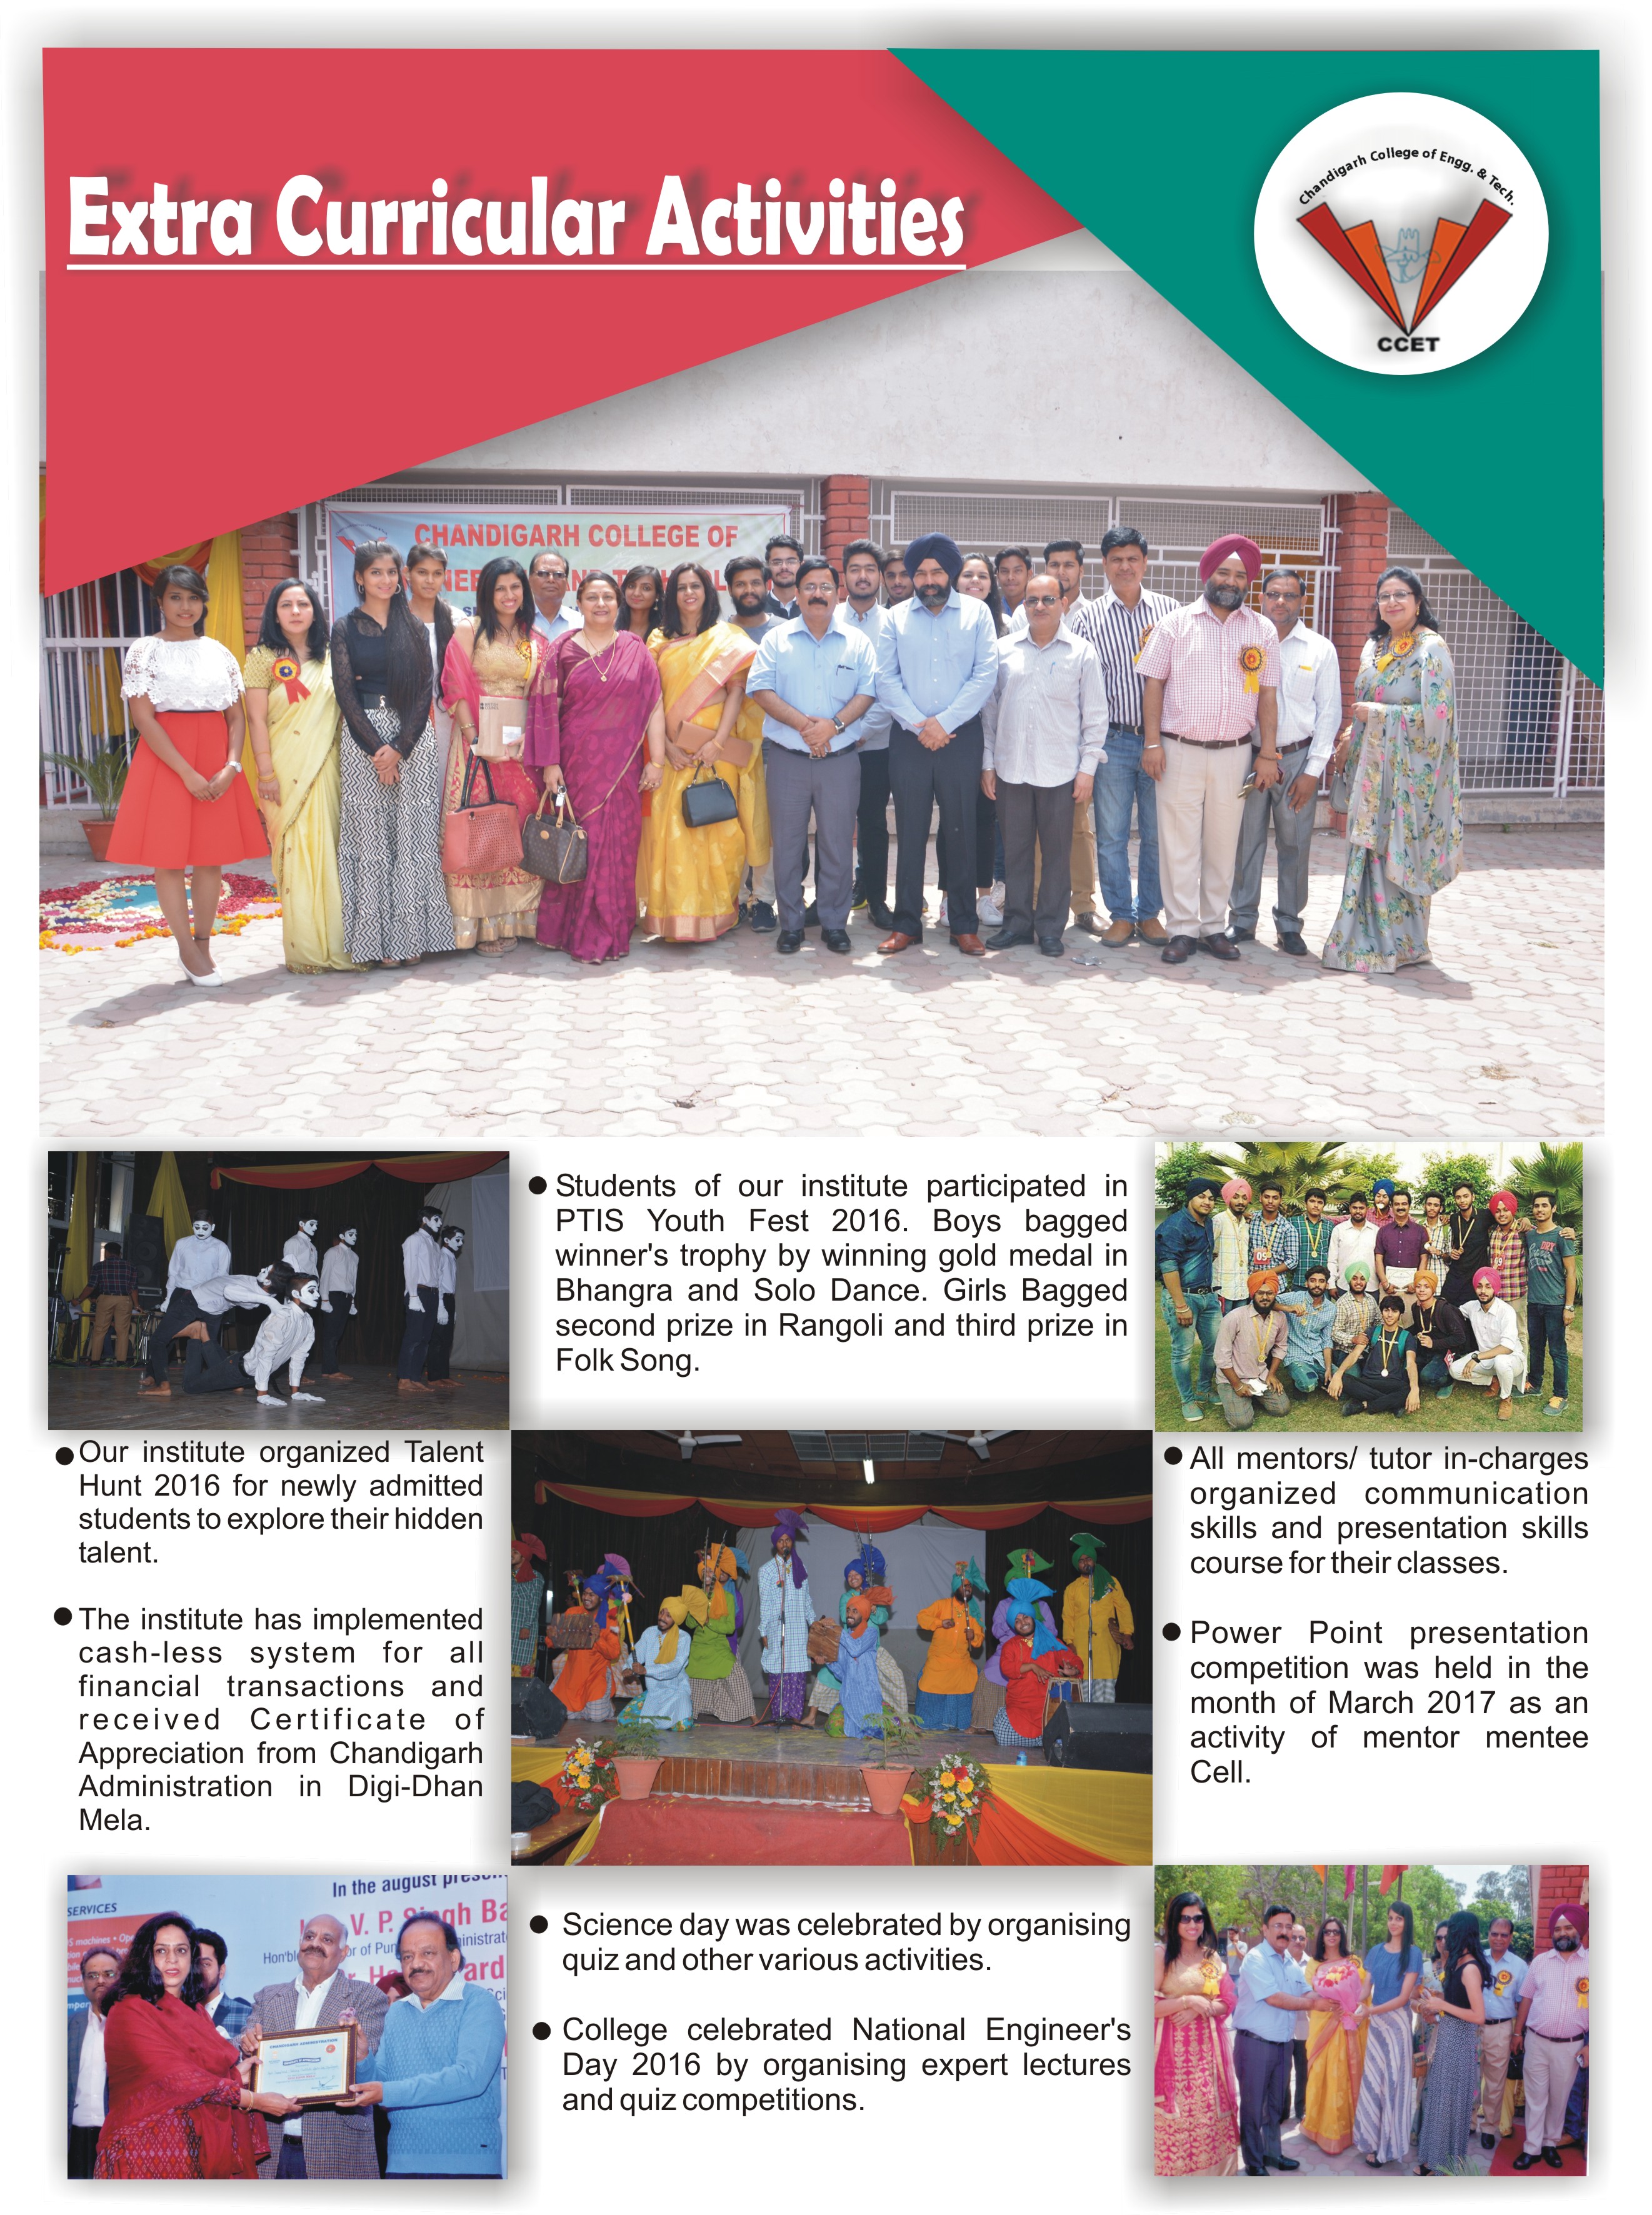 Extra Curricular Activities
Chandigarh College of Engg. & Tech.
CCET
CHANDIGARH COLLEGE OF
Students of our institute participated in
PTIS Youth Fest 2016. Boys bagged
winner's trophy by winning gold medal in
Bhangra and Solo Dance. Girls Bagged
second prize in Rangoli and third prize in
Folk Song.
Our institute organized Talent
Hunt 2016 for newly admitted
students to explore their hidden
talent.
The institute has implemented
cash-less system for all
financial transactions and
received Certificate of
Appreciation from Chandigarh
Administration in Digi-Dhan
Mela.
All mentors/ tutor in-charges
organized communication
skills and presentation skills
course for their classes.
Power Point presentation
competition was held in the
month of March 2017 as an
activity of mentor mentee
Cell.
In the august
SERVICES
V. P. Singh
Hon'ble
CHANDIGARH ADMINISTRATION
Science day was celebrated by organising
quiz and other various activities.
College celebrated National Engineer's
Day 2016 by organising expert lectures
and quiz competitions.